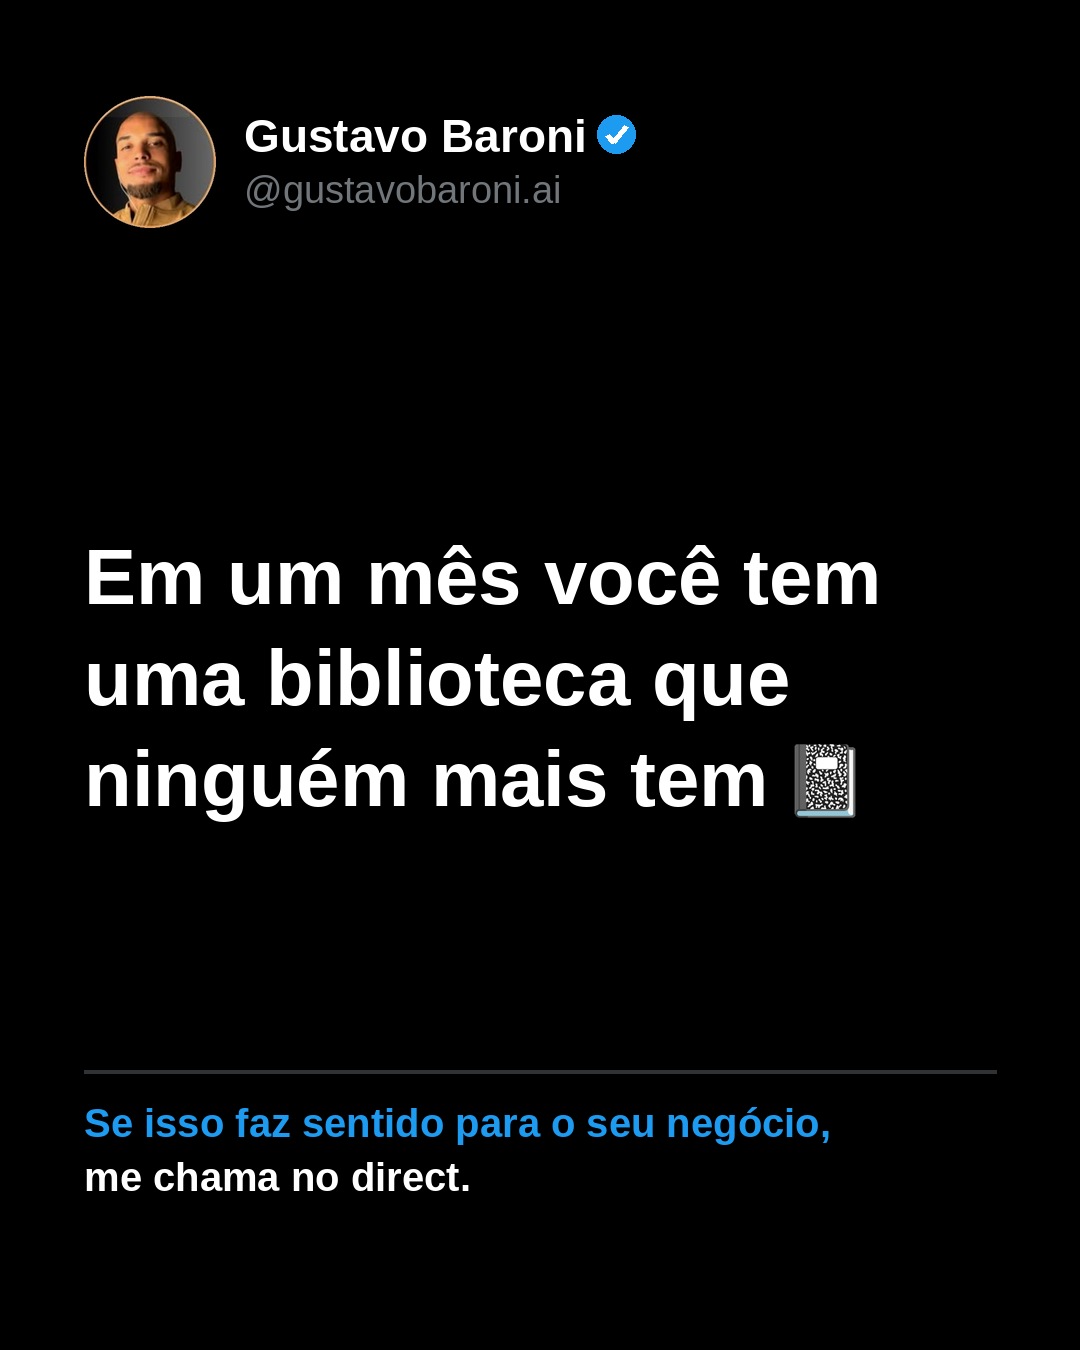 Gustavo Baroni
@gustavobaroni.ai
Em um mês você tem
uma biblioteca que
ninguém mais tem 📓
Se isso faz sentido para o seu negócio,
me chama no direct.